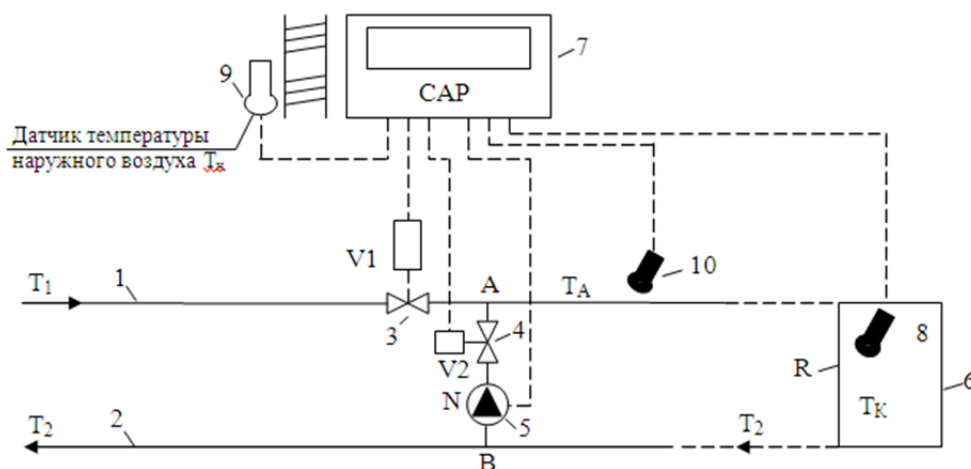 7
9
САР
Датчик температуры
наружного воздуха Тн
V1
10
T1
1
A
TA
3
4
8
V2
R
6
N
TК
5
T2
2
T2
B